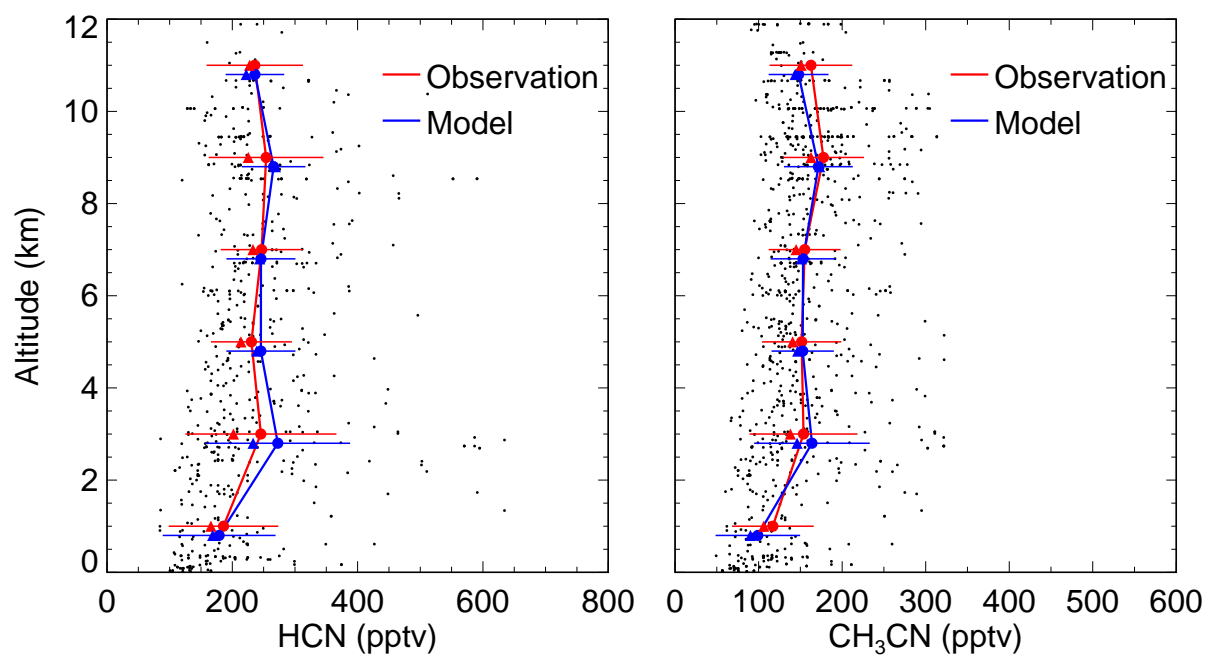 Altitude (km)
12
10
8
6
4
2
0
Observation
Model
0 200 400 600 800
HCN (pptv)
Observation
Model
0 100 200 300 400 500 600
CH₃CN (pptv)